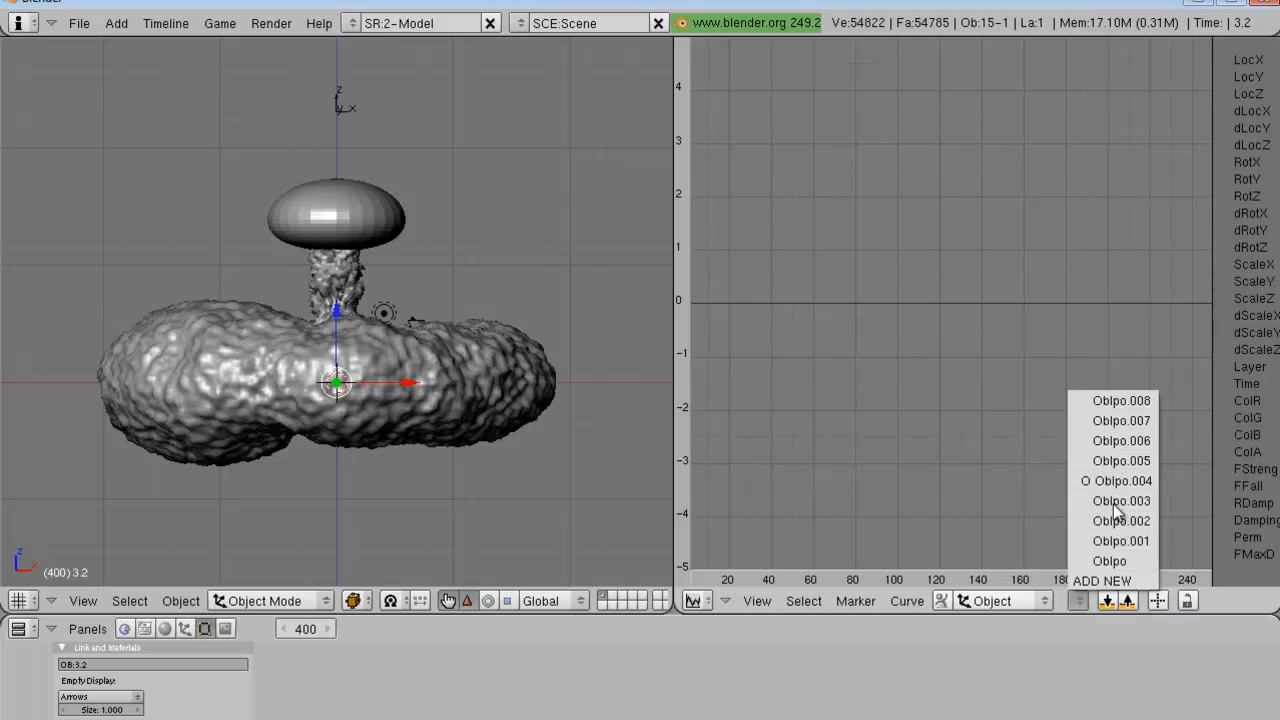 Blender
File Add Timeline Game Render Help SR:2-Model SCE:Scene www.blender.org 249.2 Ve:54822 | Fa:54785 | Ob:15-1 | La:1 | Mem:17.10M (0.31M) | Time: | 3.2
z
x
4
3
2
1
0
-1
-2
-3
-4
-5
LocX
LocY
LocZ
dLocX
dLocY
dLocZ
RotX
RotY
RotZ
dRotX
dRotY
dRotZ
ScaleX
ScaleY
ScaleZ
dScaleX
dScaleY
dScaleZ
Layer
Time
ColR
ColG
ColB
ColA
FStreng
FFall
RDamp
Damping
Perm
FMaxD
ObIpo.008
ObIpo.007
ObIpo.006
ObIpo.005
O ObIpo.004
ObIpo.003
ObIpo.002
ObIpo.001
ObIpo
ADD NEW
z
x
(400) 3.2
20 40 60 80 100 120 140 160 180 240
View Select Object Object Mode Global
View Select Marker Curve Object
Panels 400
Link and Materials
OB:3.2
Empty Display:
Arrows
Size: 1.000